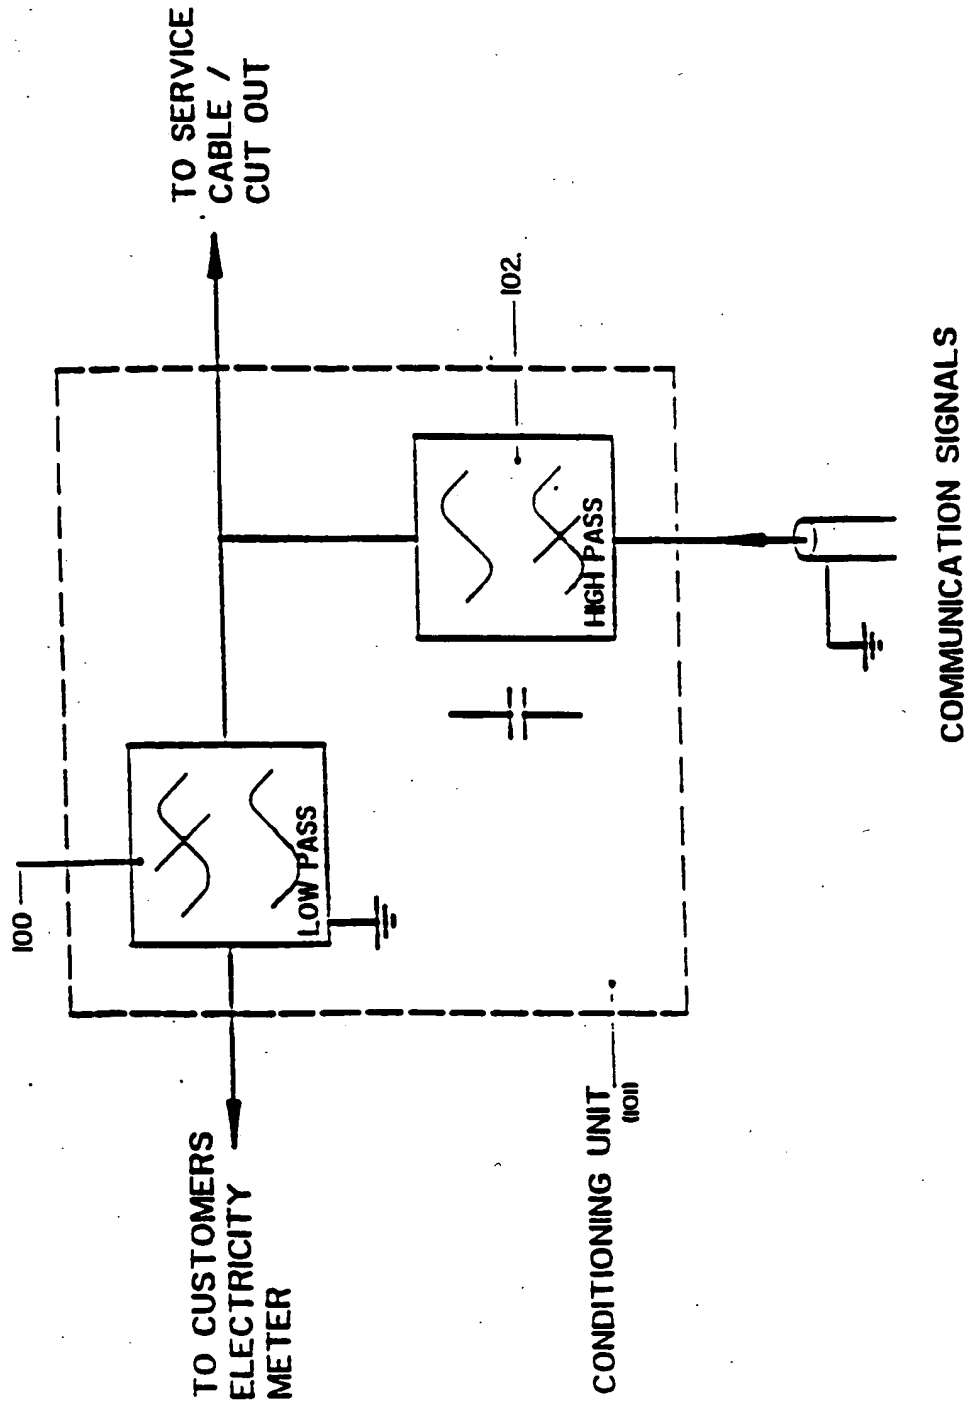 TO SERVICE
CABLE /
CUT OUT
102.
100
HIGH PASS
LOW PASS
TO CUSTOMERS
ELECTRICITY
METER
CONDITIONING UNIT
(101)
COMMUNICATION SIGNALS